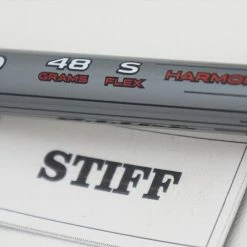 48 S HARMO
GRAMS FLEX
STIFF